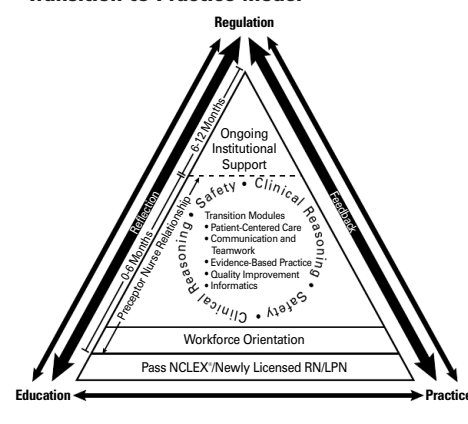 Transition to Practice Model
Regulation
6-12 Months
Ongoing
Institutional
Support
Reflection
Feedback
0-6 Months
Preceptor Nurse Relationship
Safety • Clinical Reasoning • Safety • Clinical Reasoning •
Transition Modules
• Patient-Centered Care
• Communication and
Teamwork
• Evidence-Based Practice
• Quality Improvement
• Informatics
Workforce Orientation
Pass NCLEX®/Newly Licensed RN/LPN
Education
Practice